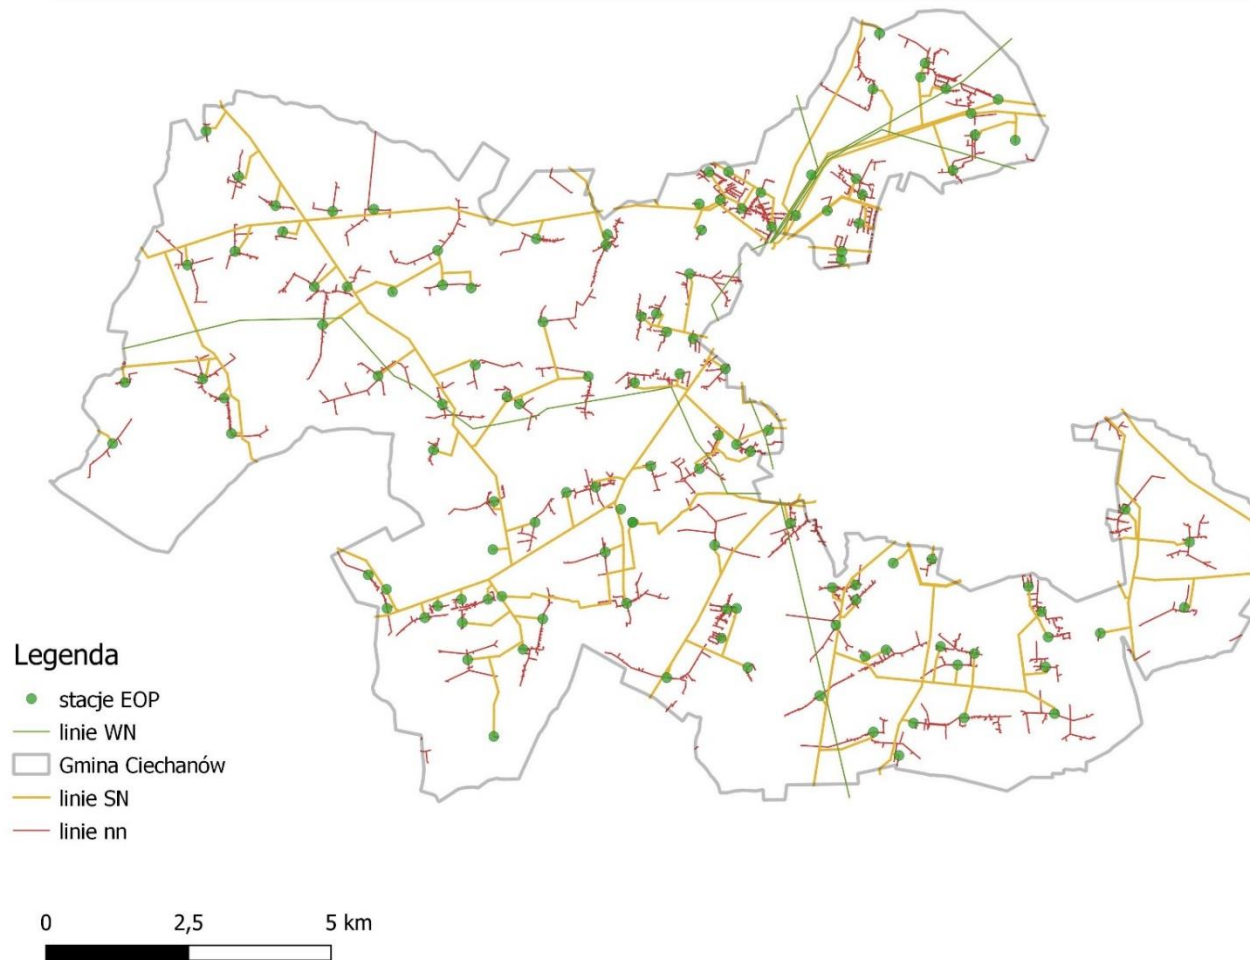 Legenda
stacje EOP
linie WN
Gmina Ciechanów
linie SN
linie nn
0 2,5 5 km